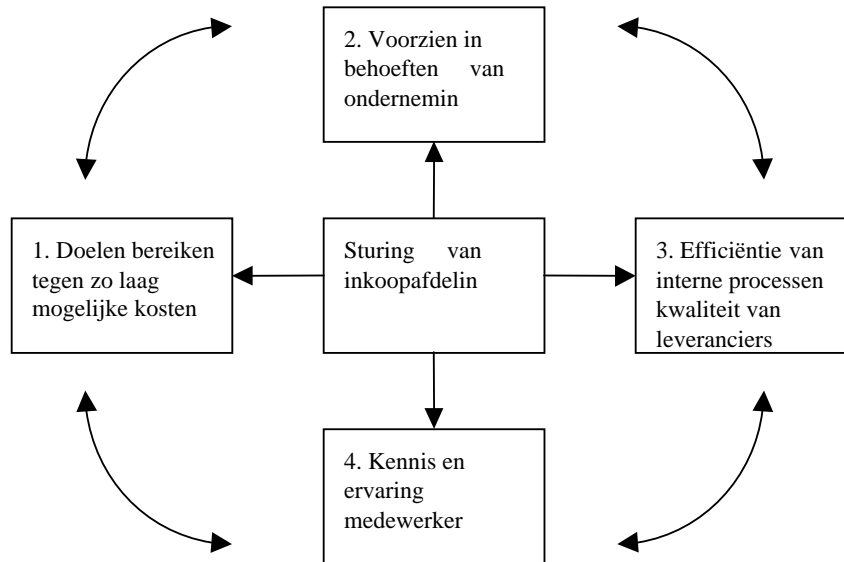 2. Voorzien in
behoeften van
ondernemin
1. Doelen bereiken
tegen zo laag
mogelijke kosten
Sturing van
inkoopafdelin
3. Efficiëntie van
interne processen
kwaliteit van
leveranciers
4. Kennis en
ervaring
medewerker